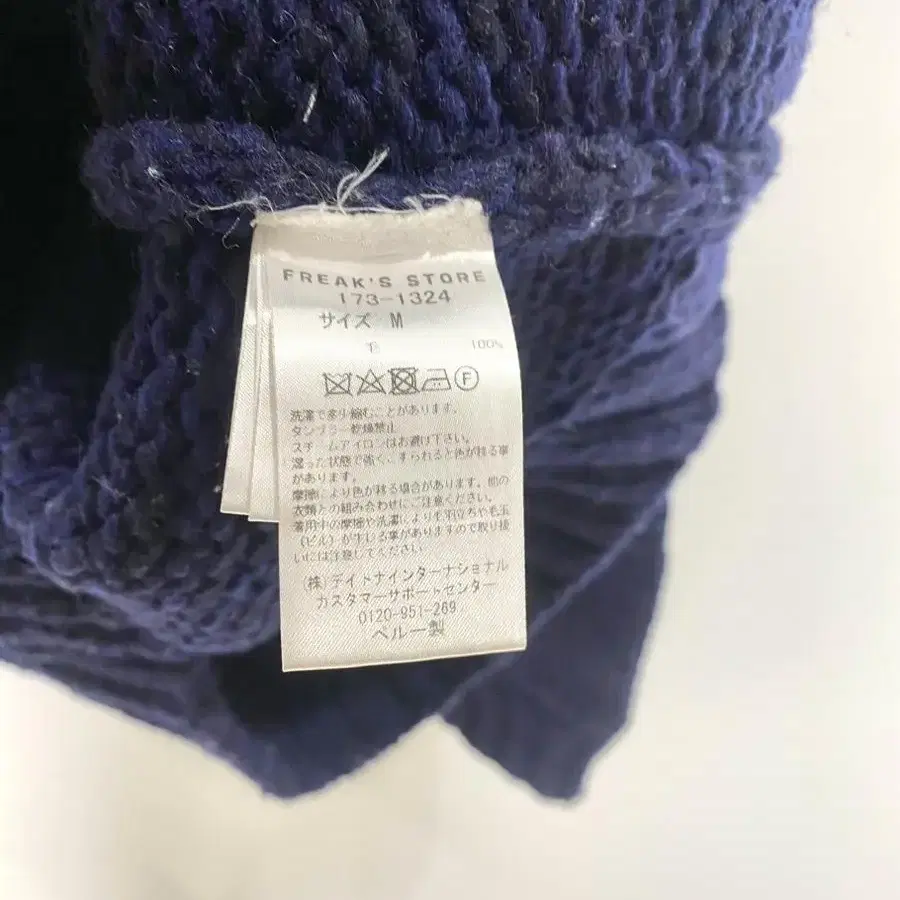 FREAK'S STORE
173-1324
サイズ M
毛 100%
F
洗濯で多少縮むことがあります。
タンブラー乾燥禁止
スチームアイロンはお避け下さい。
湿った状態で強くこすられると色が移る事
があります。
摩擦により色が移る場合があります。他の
衣類との組み合わせにご注意ください。
着用中の摩擦や洗濯により毛羽立ちや毛玉
(ピル)が生じる事がありますので取り扱
いには注意してください
(株)デイトナインターナショナル
カスタマーサポートセンター
0120-951-269
ペルー製